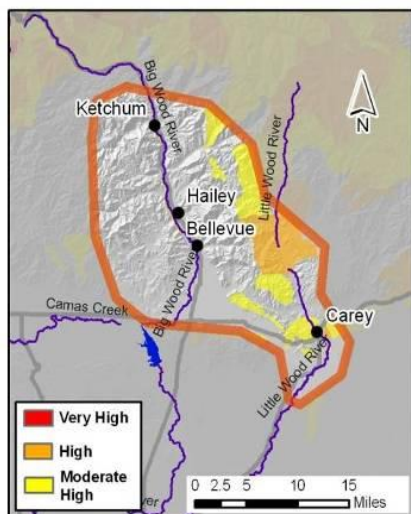 Big Wood River
Ketchum
N
Little Wood River
Hailey
Bellevue
Camas Creek
Big Wood River
Carey
Little Wood River
Very High
High
Moderate
High
ver
0 2.5 5 10 15
Miles